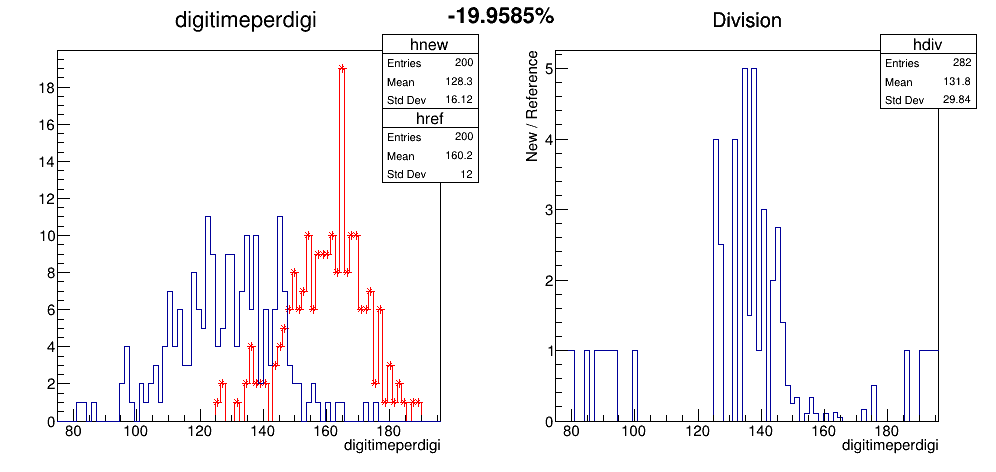 digitimeperdigi
-19.9585%
Division
hnew
Entries 200
Mean 128.3
Std Dev 16.12
href
Entries 200
Mean 160.2
Std Dev 12
18
16
14
12
10
8
6
4
2
0
80 100 120 140 160 180
digitimeperdigi
hdiv
Entries 282
Mean 131.8
Std Dev 29.84
New / Reference
5
4
3
2
1
0
80 100 120 140 160 180
digitimeperdigi